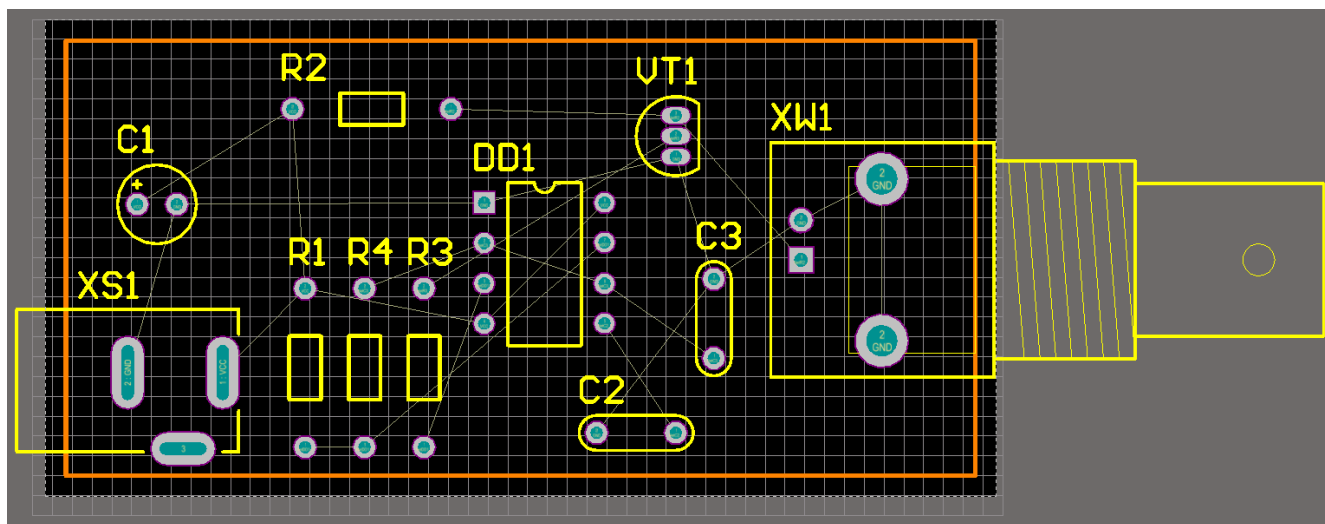 R2
VT1
XW1
C1
+
DD1
2
GND
R1
R4
R3
C3
XS1
2
GND
2: GND
1: VCC
C2
3